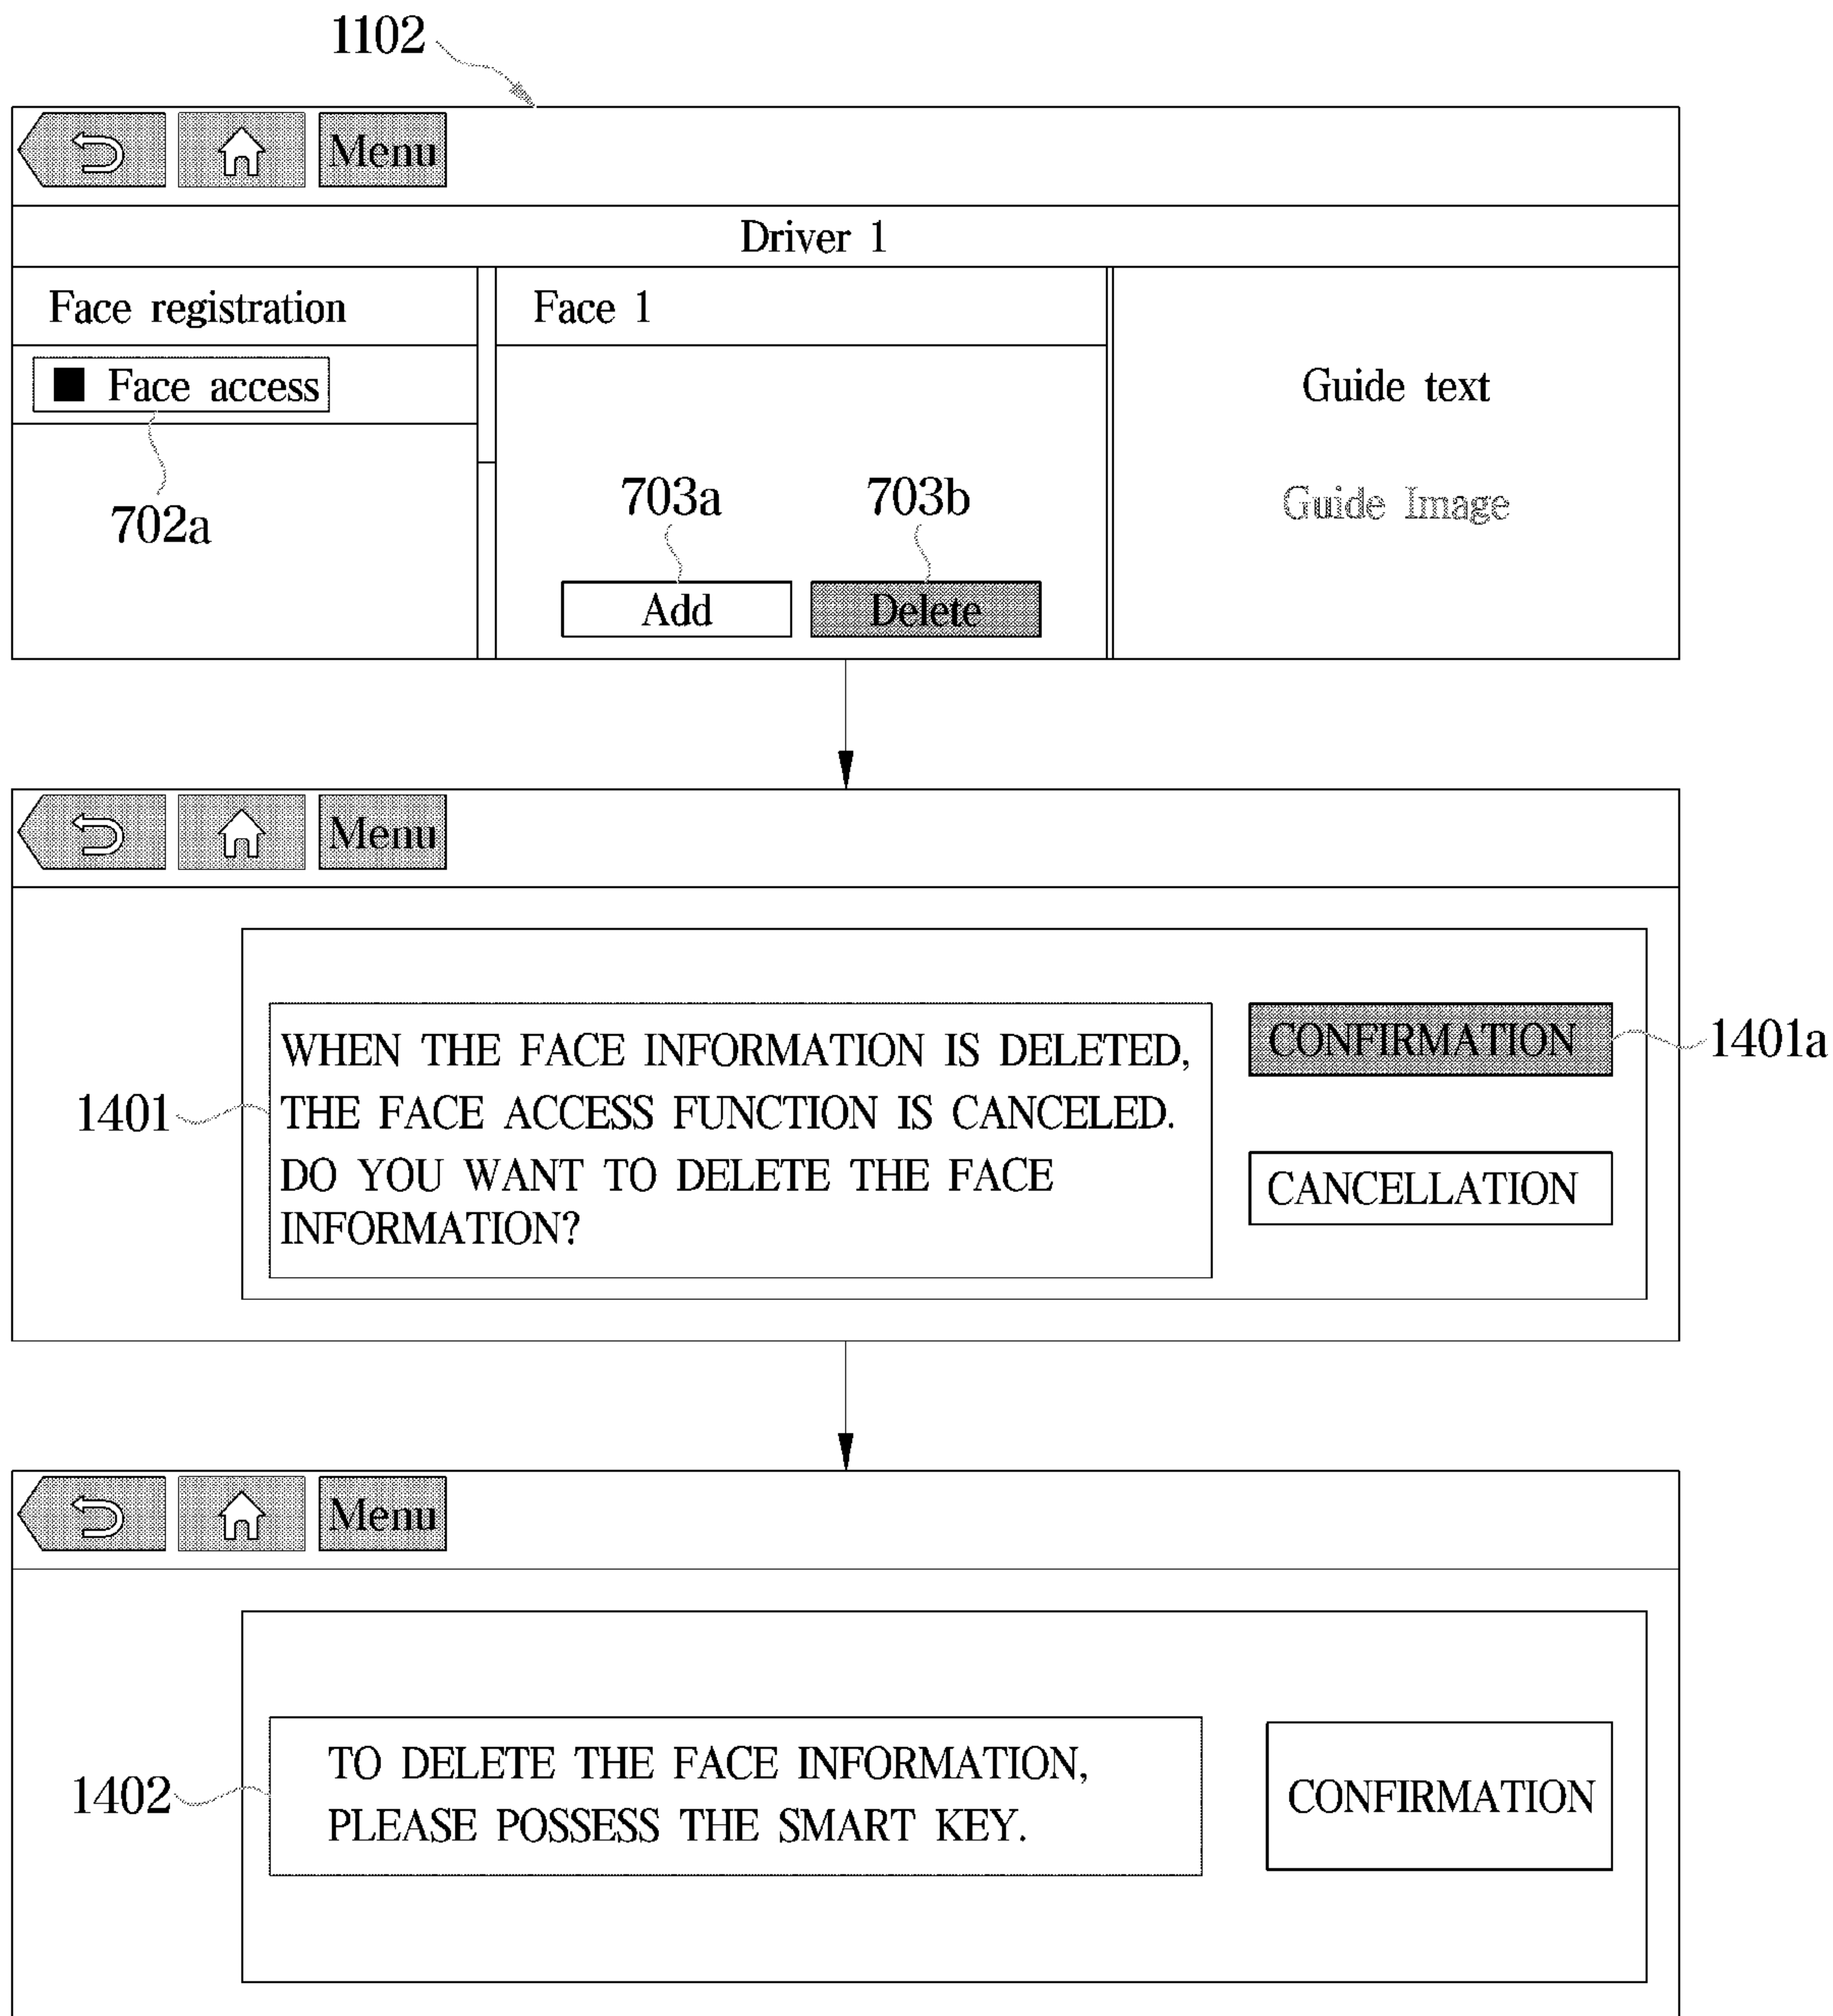 1102
Menu
Driver 1
Face registration
Face 1
■ Face access
Guide text
702a
703a
703b
Guide Image
Add
Delete
Menu
WHEN THE FACE INFORMATION IS DELETED,
THE FACE ACCESS FUNCTION IS CANCELED.
DO YOU WANT TO DELETE THE FACE
INFORMATION?
1401
CONFIRMATION
1401a
CANCELLATION
Menu
TO DELETE THE FACE INFORMATION,
PLEASE POSSESS THE SMART KEY.
1402
CONFIRMATION